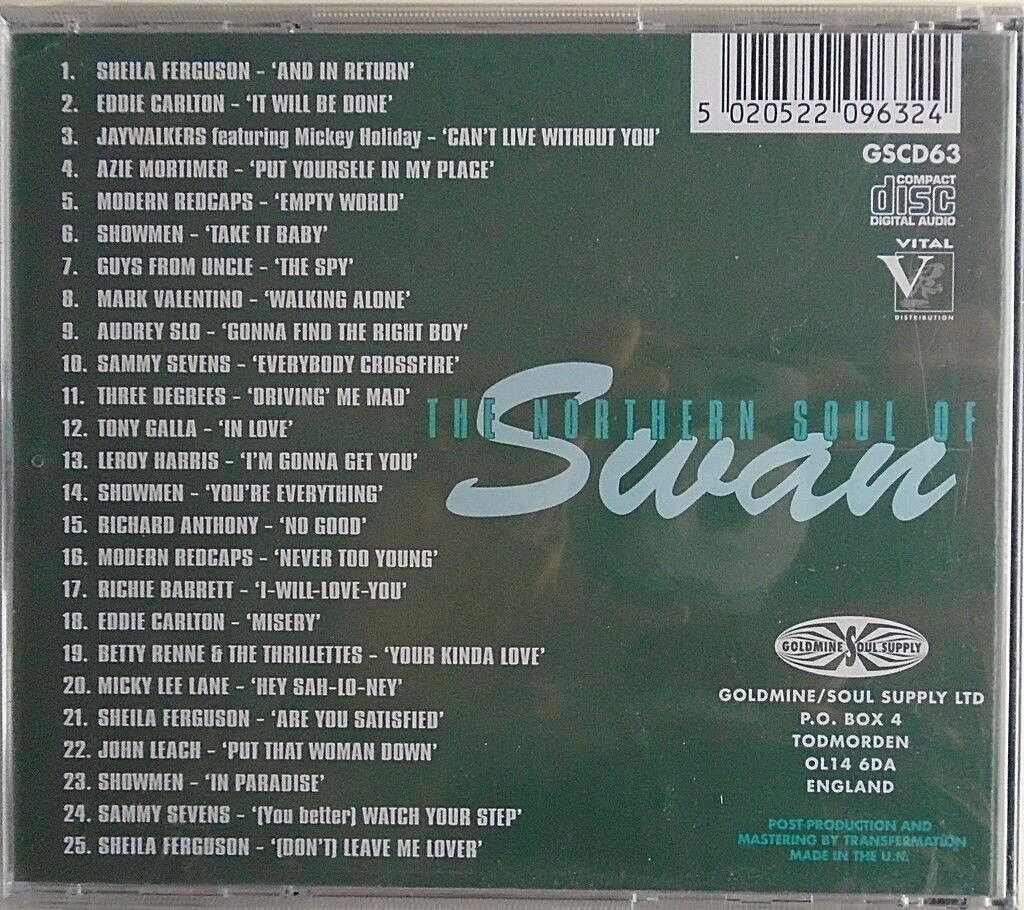 1. SHEILA FERGUSON - ‘AND IN RETURN’
2. EDDIE CARLTON - ‘IT WILL BE DONE’
3. JAYWALKERS featuring Mickey Holiday - ‘CAN’T LIVE WITHOUT YOU’
4. AZIE MORTIMER - ‘PUT YOURSELF IN MY PLACE’
5. MODERN REDCAPS - ‘EMPTY WORLD’
6. SHOWMEN - ‘TAKE IT BABY’
7. GUYS FROM UNCLE - ‘THE SPY’
8. MARK VALENTINO - ‘WALKING ALONE’
9. AUDREY SLO - ‘GONNA FIND THE RIGHT BOY’
10. SAMMY SEVENS - ‘EVERYBODY CROSSFIRE’
11. THREE DEGREES - ‘DRIVING’ ME MAD’
12. TONY GALLA - ‘IN LOVE’
13. LEROY HARRIS - ‘I’M GONNA GET YOU’
14. SHOWMEN - ‘YOU’RE EVERYTHING’
15. RICHARD ANTHONY - ‘NO GOOD’
16. MODERN REDCAPS - ‘NEVER TOO YOUNG’
17. RICHIE BARRETT - ‘I-WILL-LOVE-YOU’
18. EDDIE CARLTON - ‘MISERY’
19. BETTY RENNE & THE THRILLETTES - ‘YOUR KINDA LOVE’
20. MICKY LEE LANE - ‘HEY SAH-LO-NEY’
21. SHEILA FERGUSON - ‘ARE YOU SATISFIED’
22. JOHN LEACH - ‘PUT THAT WOMAN DOWN’
23. SHOWMEN - ‘IN PARADISE’
24. SAMMY SEVENS - ‘(You better) WATCH YOUR STEP’
25. SHEILA FERGUSON - ‘(DON’T) LEAVE ME LOVER’
5 020522 096324
GSCD63
COMPACT
disc
DIGITAL AUDIO
VITAL
V
DISTRIBUTION
THE NORTHERN SOUL OF
Swan
GOLDMINE SOUL SUPPLY
GOLDMINE/SOUL SUPPLY LTD
P.O. BOX 4
TODMORDEN
OL14 6DA
ENGLAND
POST-PRODUCTION AND
MASTERING BY TRANSFERMATION
MADE IN THE U.N.